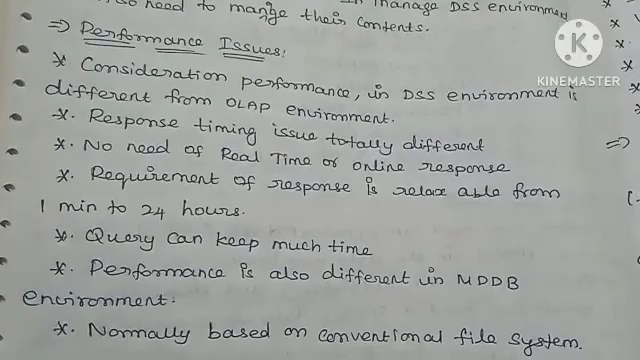 need to manage their contents.
manage DSS environment
=> Performance Issues:
* Consideration performance, in DSS environment is
different from OLAP environment.
*. Response timing issue totally different
*. No need of Real Time or online response
*. Requirement of response is relax able from
1 min to 24 hours.
*. Query can keep much time
*. Performance is also different in MDDB
environment.
*. Normally based on conventional file system.
=>
KINEMASTER